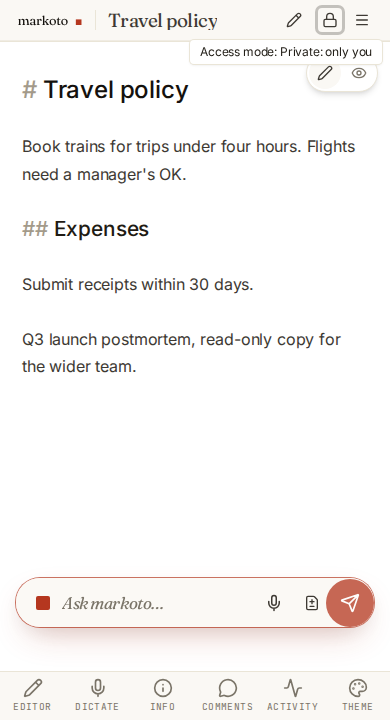 markoto
Travel policy
Access mode: Private: only you
# Travel policy
Book trains for trips under four hours. Flights
need a manager's OK.
## Expenses
Submit receipts within 30 days.
Q3 launch postmortem, read-only copy for
the wider team.
Ask markoto...
EDITOR
DICTATE
INFO
COMMENTS
ACTIVITY
THEME